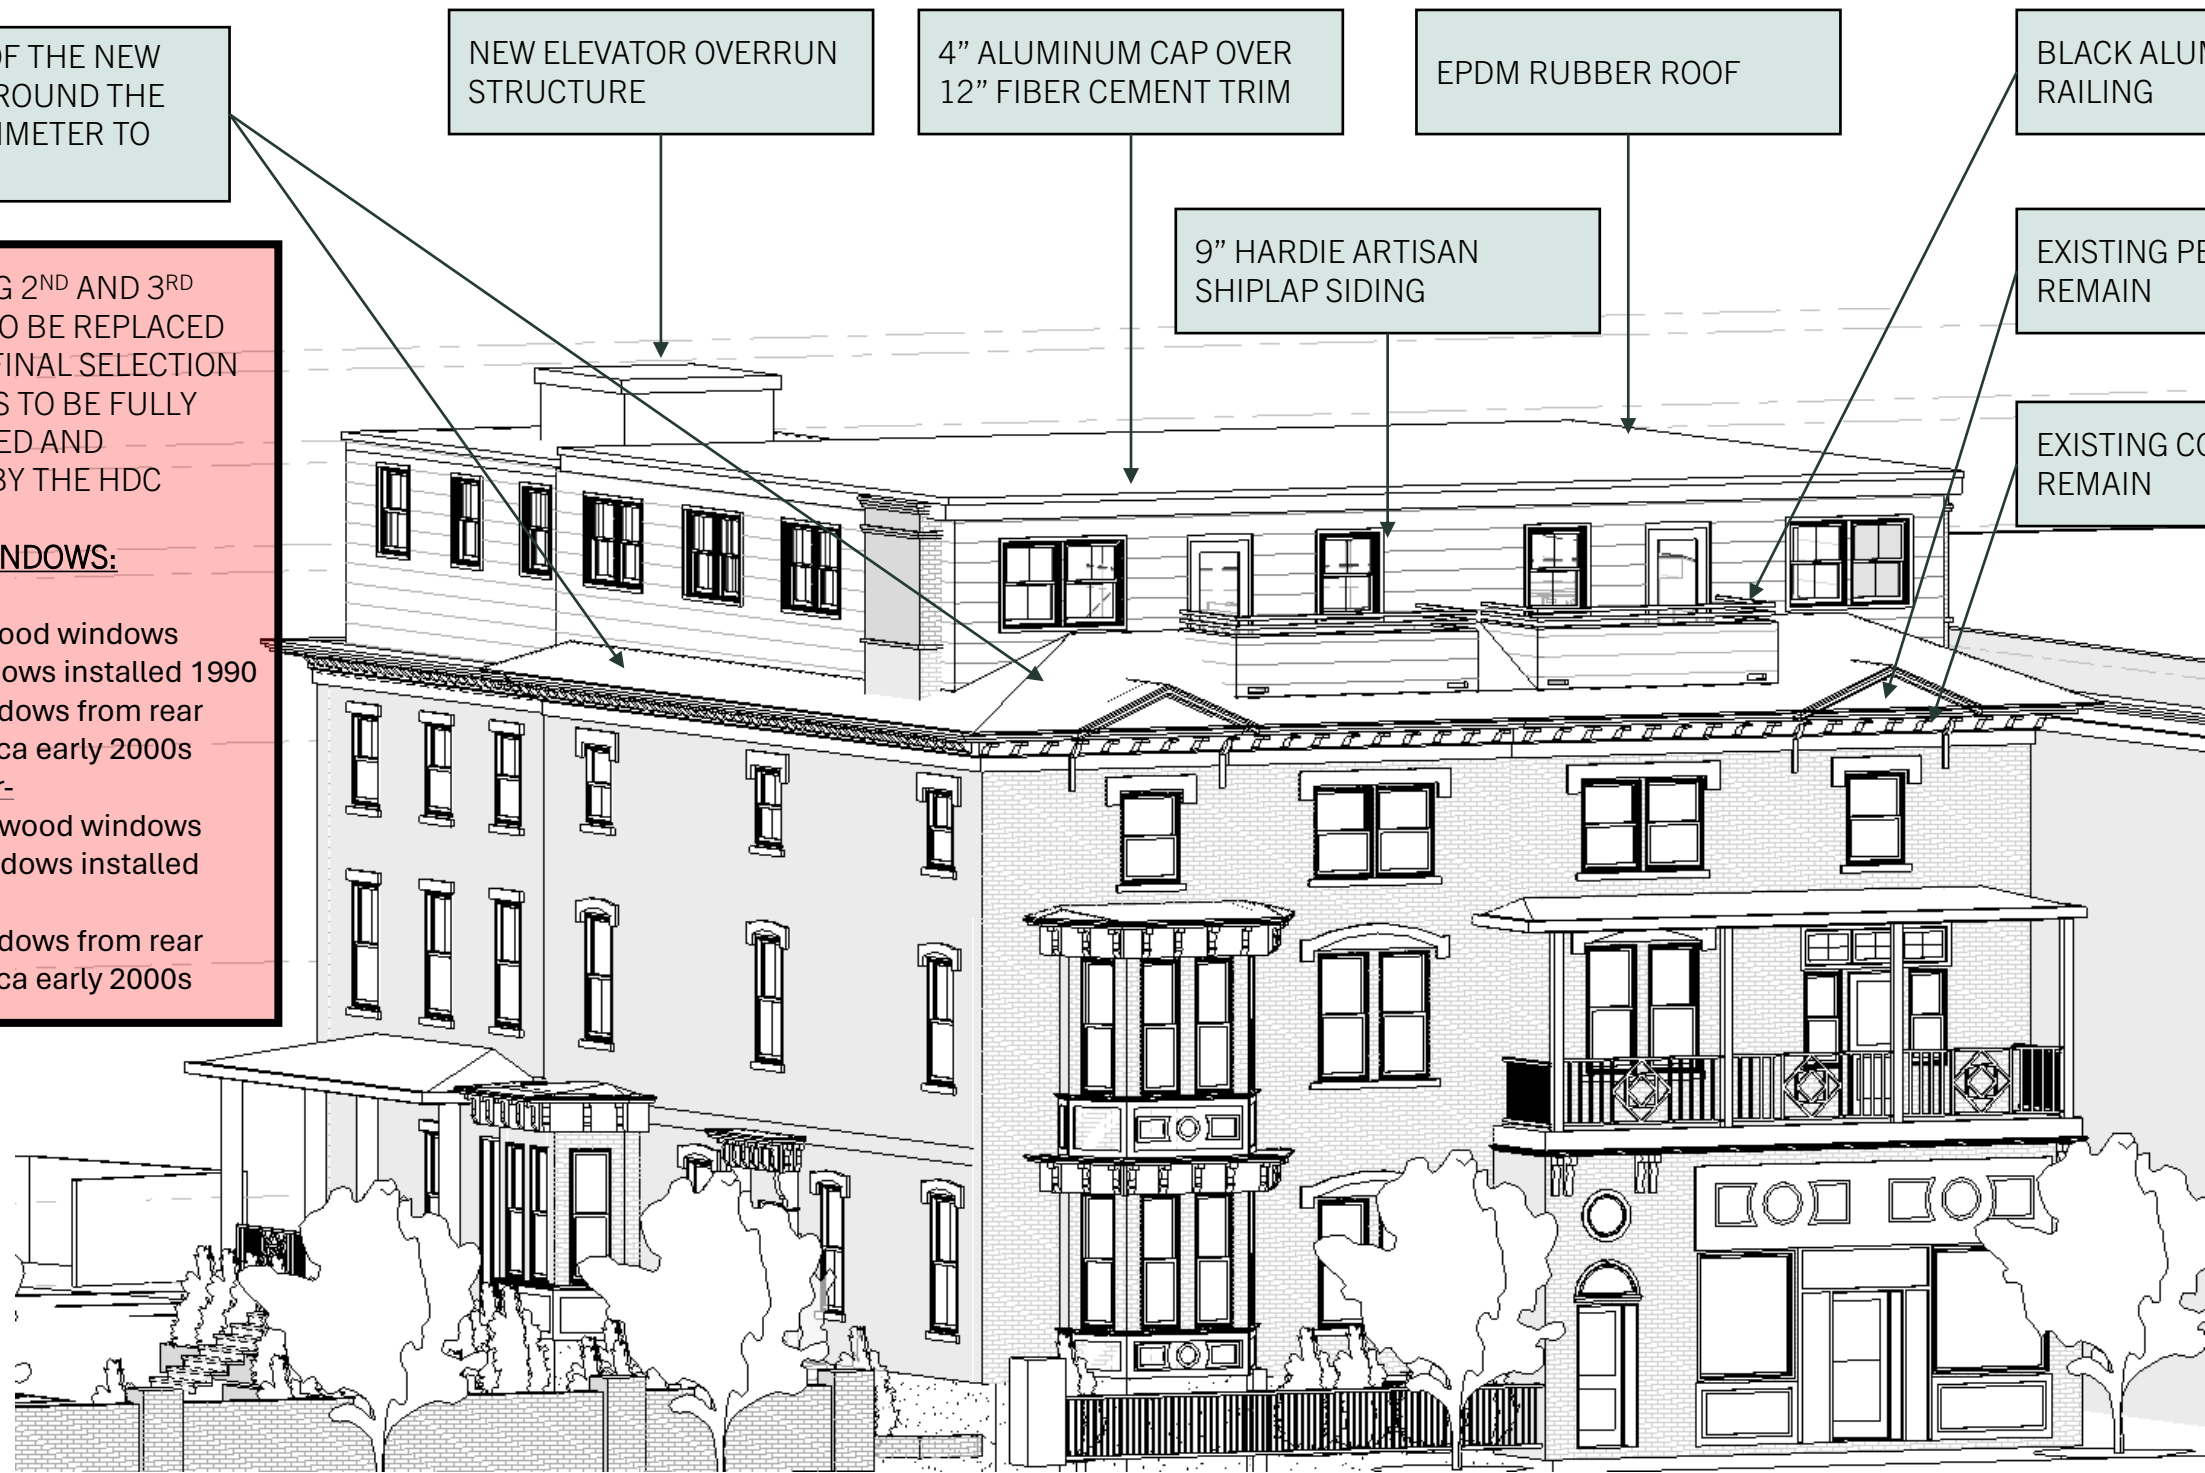 OF THE NEW
ROUND THE
IMETER TO
NEW ELEVATOR OVERRUN
STRUCTURE
4” ALUMINUM CAP OVER
12” FIBER CEMENT TRIM
EPDM RUBBER ROOF
BLACK ALUM
RAILING
9” HARDIE ARTISAN
SHIPLAP SIDING
EXISTING PE
REMAIN
EXISTING CO
REMAIN
G 2ND AND 3RD
O BE REPLACED
FINAL SELECTION
S TO BE FULLY
ED AND
BY THE HDC
NDOWS:
ood windows
ows installed 1990
dows from rear
ca early 2000s
r-
wood windows
dows installed
dows from rear
ca early 2000s